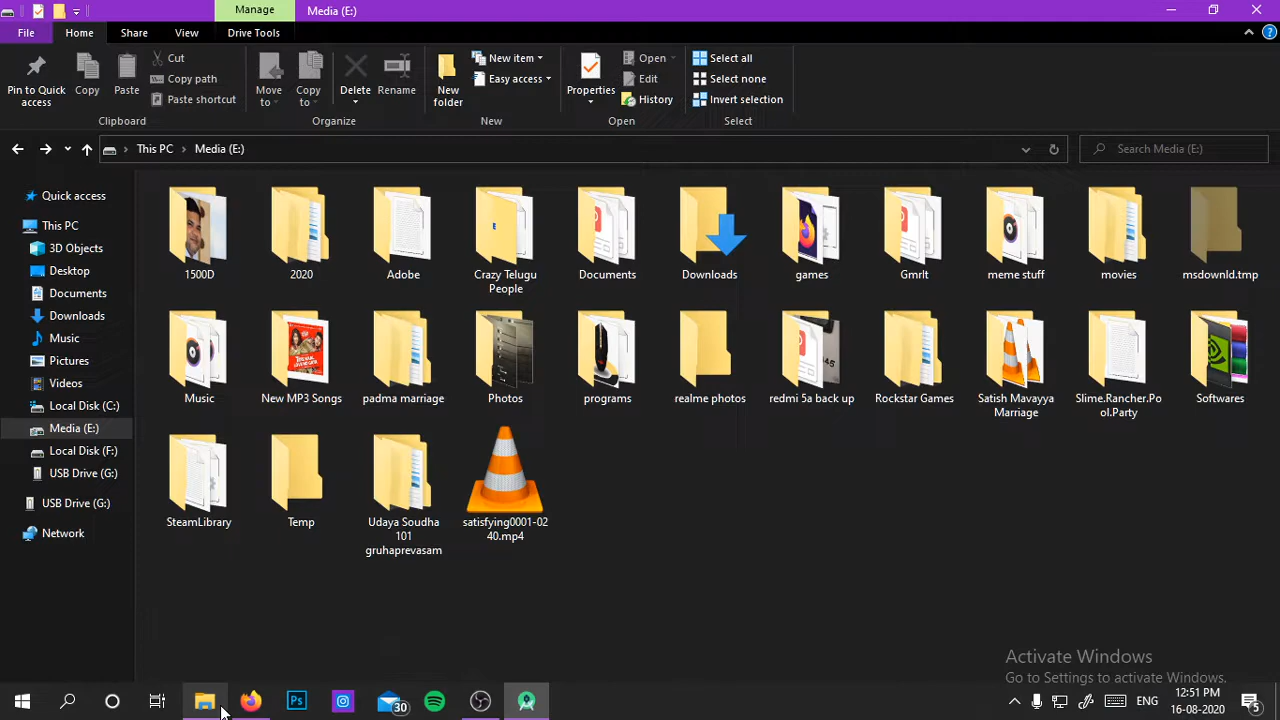 Manage
Media (E:)
File
Home
Share
View
Drive Tools
Pin to Quick
access
Copy
Paste
Cut
Copy path
Paste shortcut
Clipboard
Move
to
Copy
to
Delete
Rename
Organize
New
folder
New item
Easy access
New
Properties
Open
Edit
History
Open
Select all
Select none
Invert selection
Select
This PC
Media (E:)
Search Media (E:)
Quick access
This PC
3D Objects
Desktop
Documents
Downloads
Music
Pictures
Videos
Local Disk (C:)
Media (E:)
Local Disk (F:)
USB Drive (G:)
USB Drive (G:)
Network
1500D
2020
Adobe
Crazy Telugu
People
Documents
Downloads
games
Gmrlt
meme stuff
movies
msdownld.tmp
Music
New MP3 Songs
padma marriage
Photos
programs
realme photos
redmi 5a back up
Rockstar Games
Satish Mavayya
Marriage
Slime.Rancher.Po
ol.Party
Softwares
SteamLibrary
Temp
Udaya Soudha
101
gruhaprevasam
satisfying0001-02
40.mp4
Activate Windows
Go to Settings to activate Windows.
Ps
30
ENG
12:51 PM
16-08-2020
5